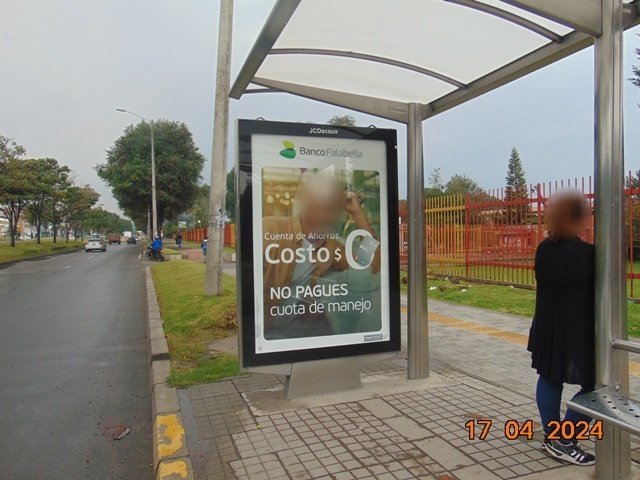 JCDecaux
Banco Falabella
Cuenta de Ahorros
Costo $0
NO PAGUES
cuota de manejo
17 04 2024